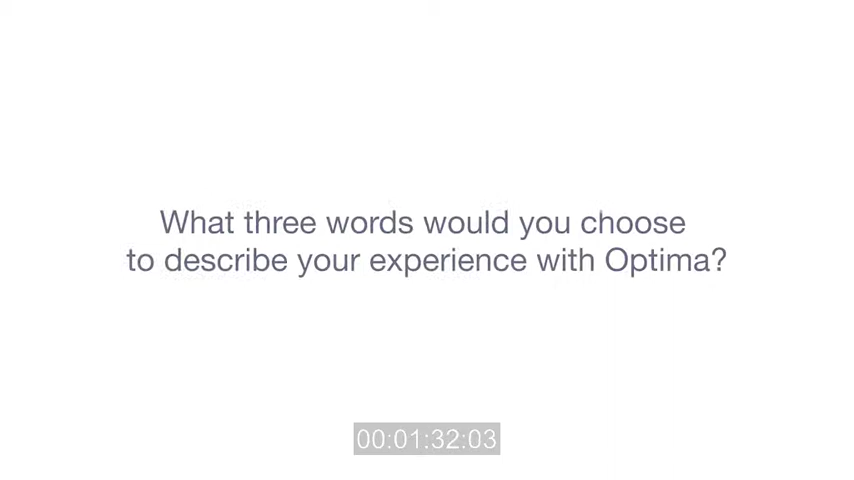 What three words would you choose
to describe your experience with Optima?
00:01:32:03